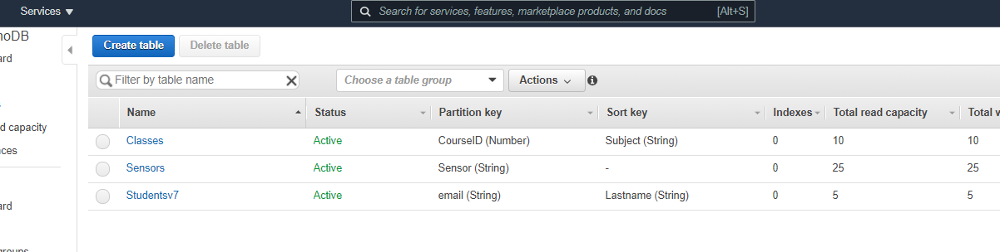 Services
Search for services, features, marketplace products, and docs [Alt+S]
noDB
ard
Create table Delete table
Filter by table name Choose a table group Actions
Name Status Partition key Sort key Indexes Total read capacity Total w
d capacity
Classes Active CourseID (Number) Subject (String) 0 10 10
ces
Sensors Active Sensor (String) - 0 25 25
Studentsv7 Active email (String) Lastname (String) 0 5 5
ard
groups